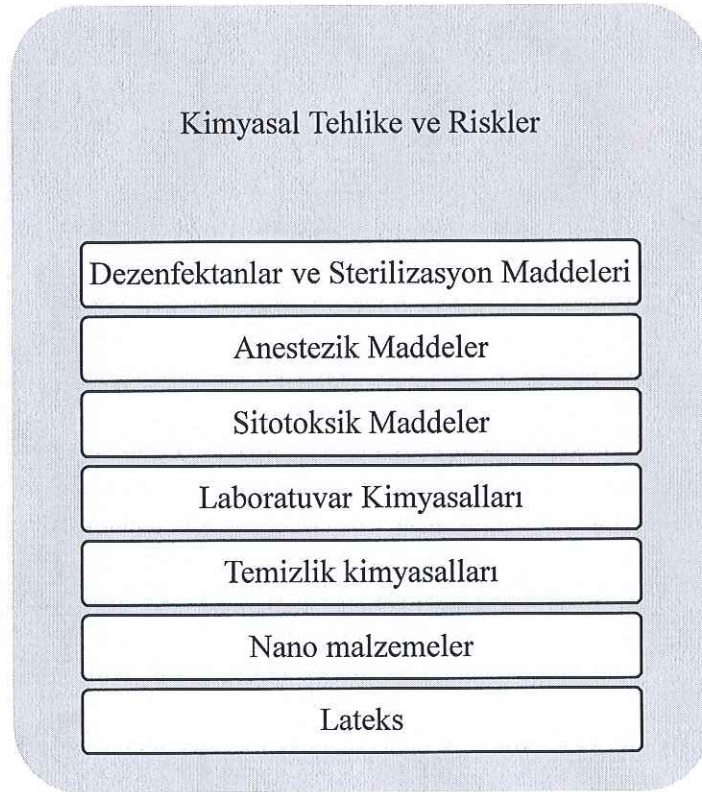 Kimyasal Tehlike ve Riskler
Dezenfektanlar ve Sterilizasyon Maddeleri
Anestezik Maddeler
Sitotoksik Maddeler
Laboratuvar Kimyasalları
Temizlik kimyasalları
Nano malzemeler
Lateks